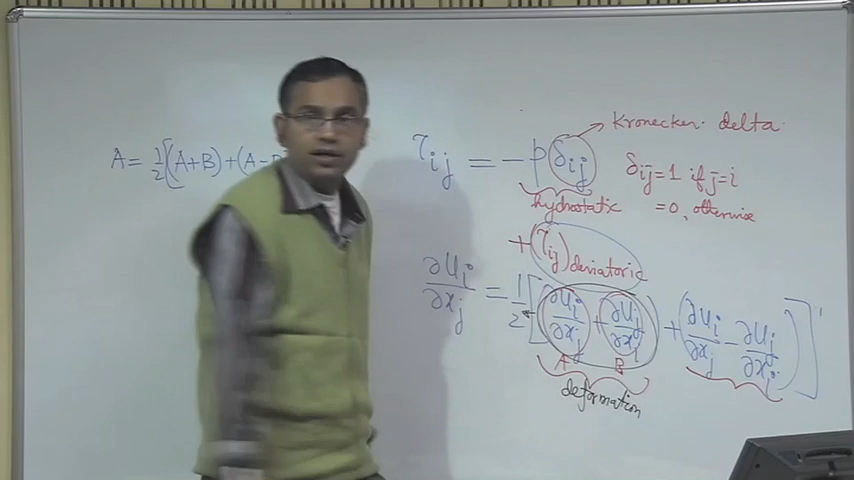 A = 1/2 [(A+B) + (A-
τij = - p δij
Kronecker delta
δij = 1 if j=i
= 0, otherwise
hydrostatic
+ (τij) deviatoric
∂ui/∂xj = 1/2 [(∂ui/∂xj + ∂uj/∂xi) + (∂ui/∂xj - ∂uj/∂xi)]
A B
deformation